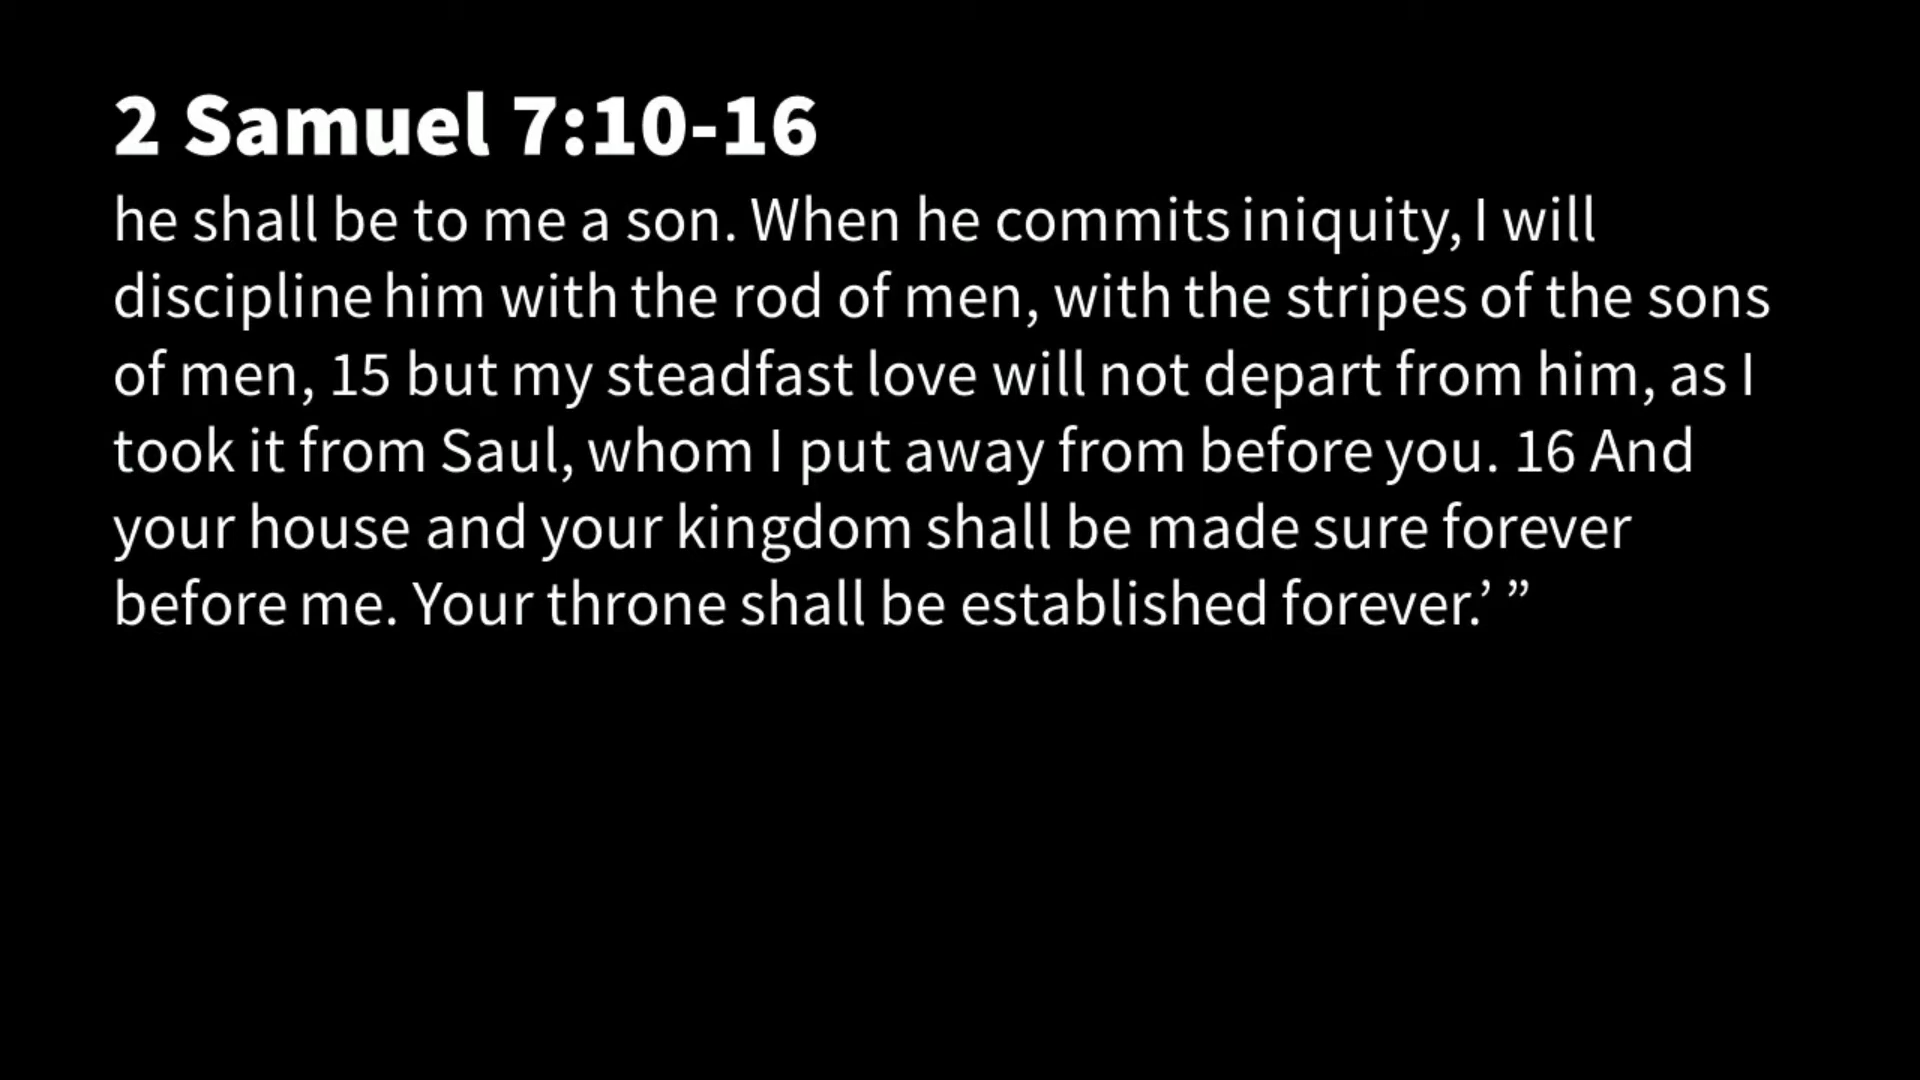 2 Samuel 7:10-16
he shall be to me a son. When he commits iniquity, I will
discipline him with the rod of men, with the stripes of the sons
of men, 15 but my steadfast love will not depart from him, as I
took it from Saul, whom I put away from before you. 16 And
your house and your kingdom shall be made sure forever
before me. Your throne shall be established forever.’ ”